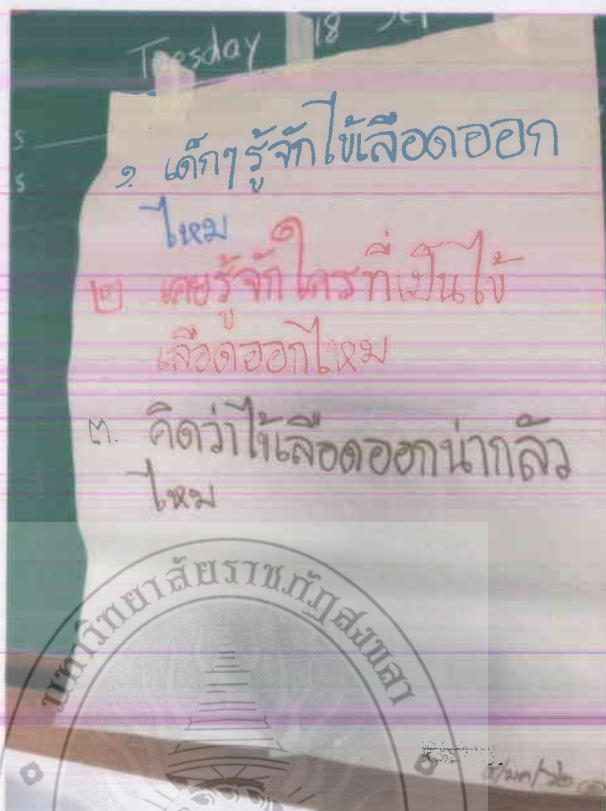 Tuesday 18 Sep
S
S
๑. เด็กๆ รู้จักไข้เลือดออก
ไหม
๒ เคยรู้จักใครที่เป็นไข้
เลือดออกไหม
๓. คิดว่าไข้เลือดออกน่ากลัว
ไหม
มหาวิทยาลัยราชภัฏสงขลา